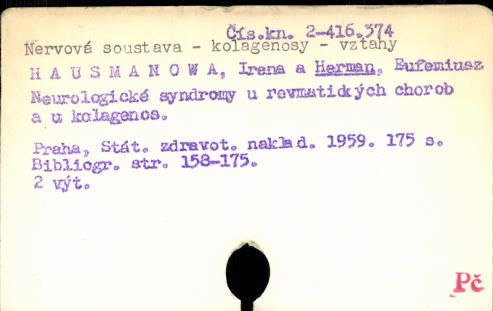 Čís.kn. 2-416.374
Nervová soustava - kolagenosy - vztahy
H A U S M A N O W A, Irena a Herman, Eufemiusz
Neurologické syndromy u revmatických chorob
a u kolagenos.
Praha, Stát. zdravot. naklad. 1959. 175 s.
Bibliogr. str. 158-175.
2 výt.
Pč